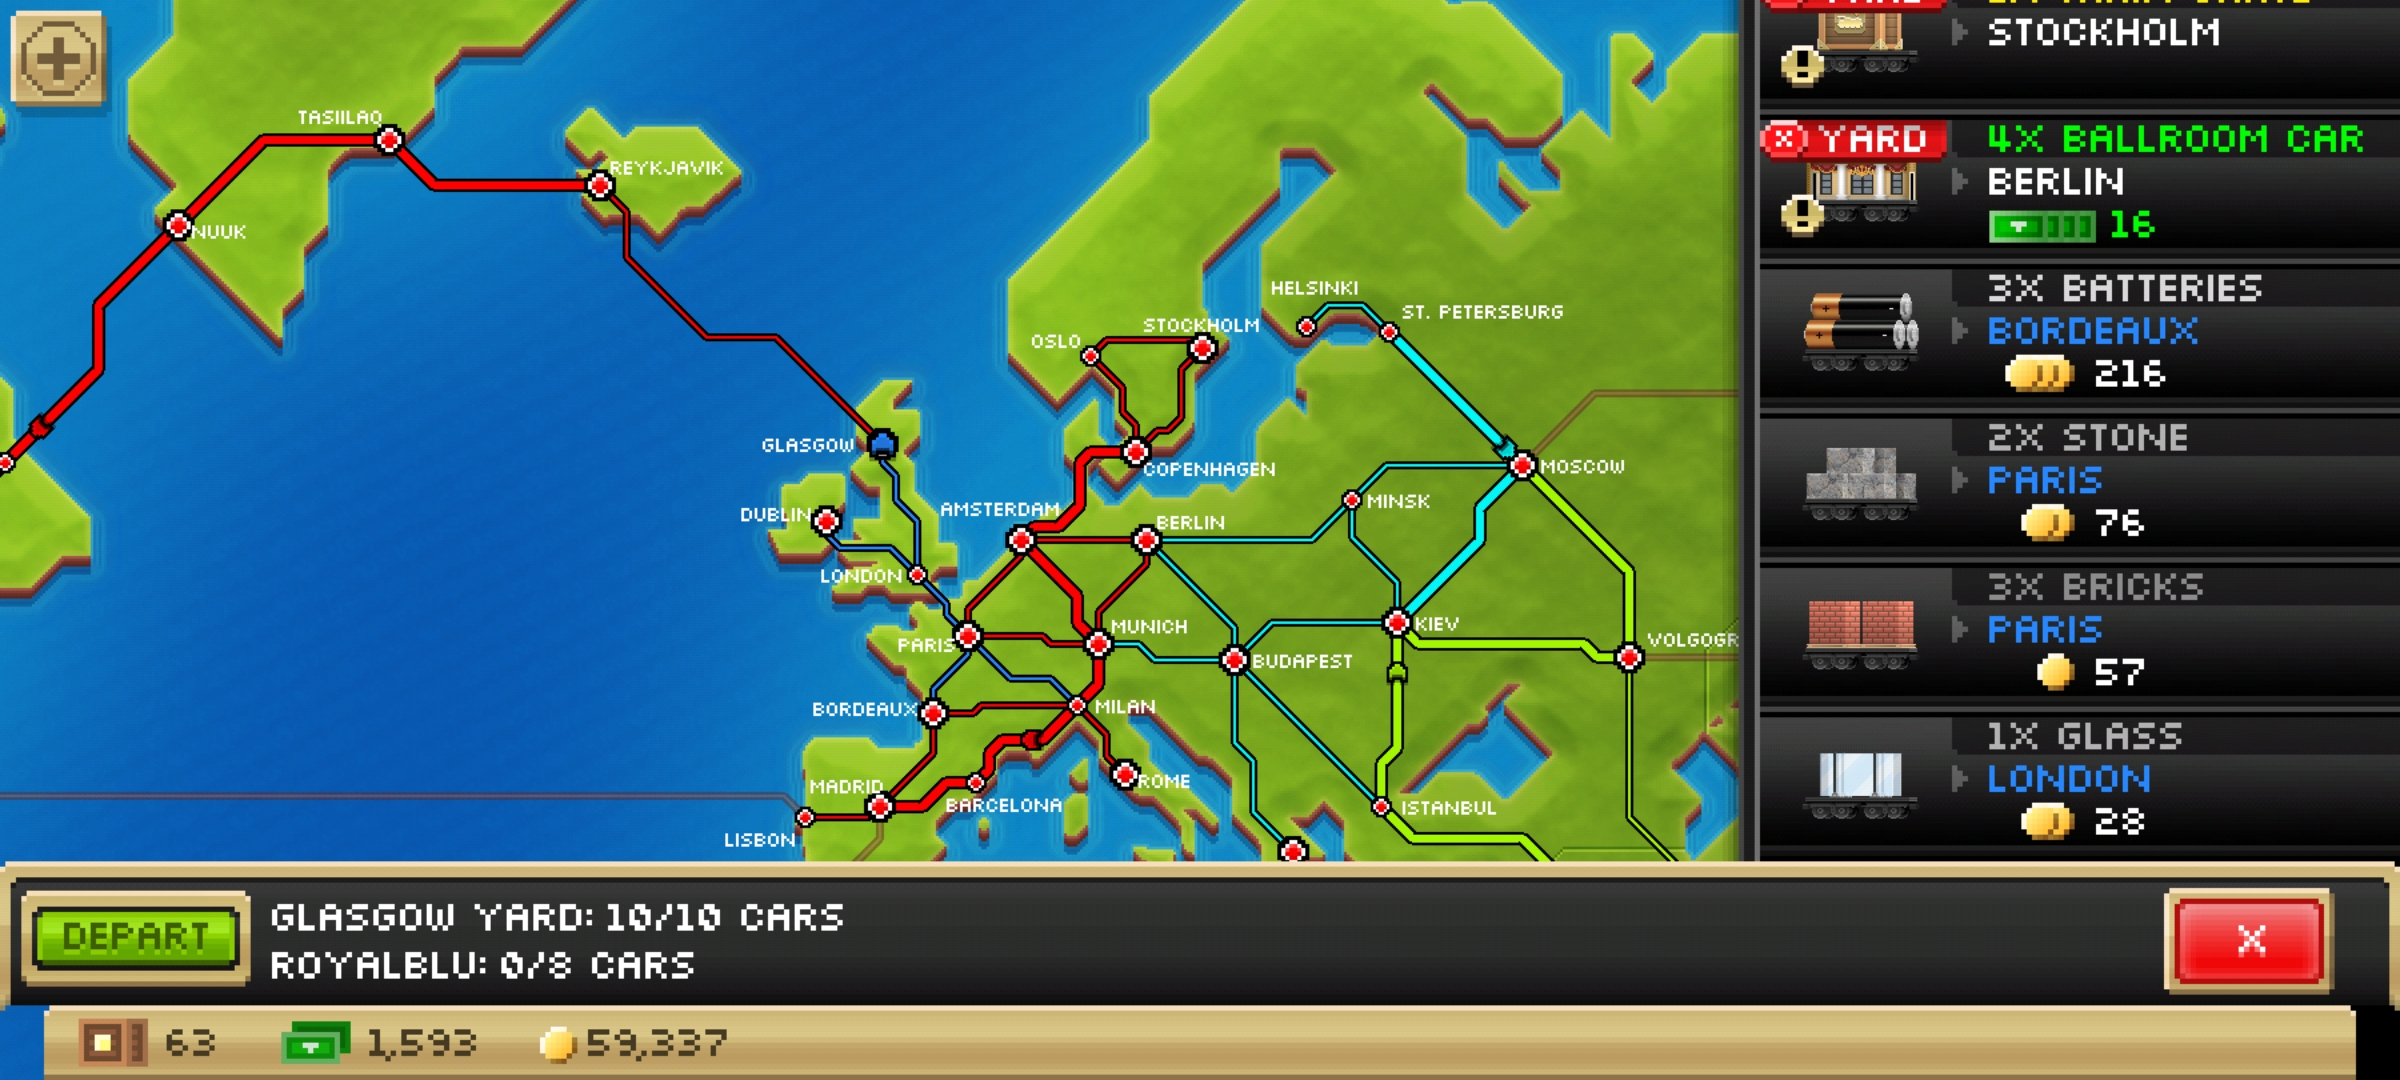 TASIILAQ
REYKJAVIK
NUUK
HELSINKI
ST. PETERSBURG
STOCKHOLM
OSLO
GLASGOW
COPENHAGEN
MOSCOW
DUBLIN
AMSTERDAM
BERLIN
MINSK
LONDON
PARIS
MUNICH
KIEV
VOLGOGR
BUDAPEST
BORDEAUX
MILAN
MADRID
BARCELONA
ROME
ISTANBUL
LISBON
STOCKHOLM
YARD
4X BALLROOM CAR
BERLIN
16
3X BATTERIES
BORDEAUX
216
2X STONE
PARIS
76
3X BRICKS
PARIS
57
1X GLASS
LONDON
28
DEPART
GLASGOW YARD: 10/10 CARS
ROYALBLU: 0/8 CARS
X
63
1,593
59,337